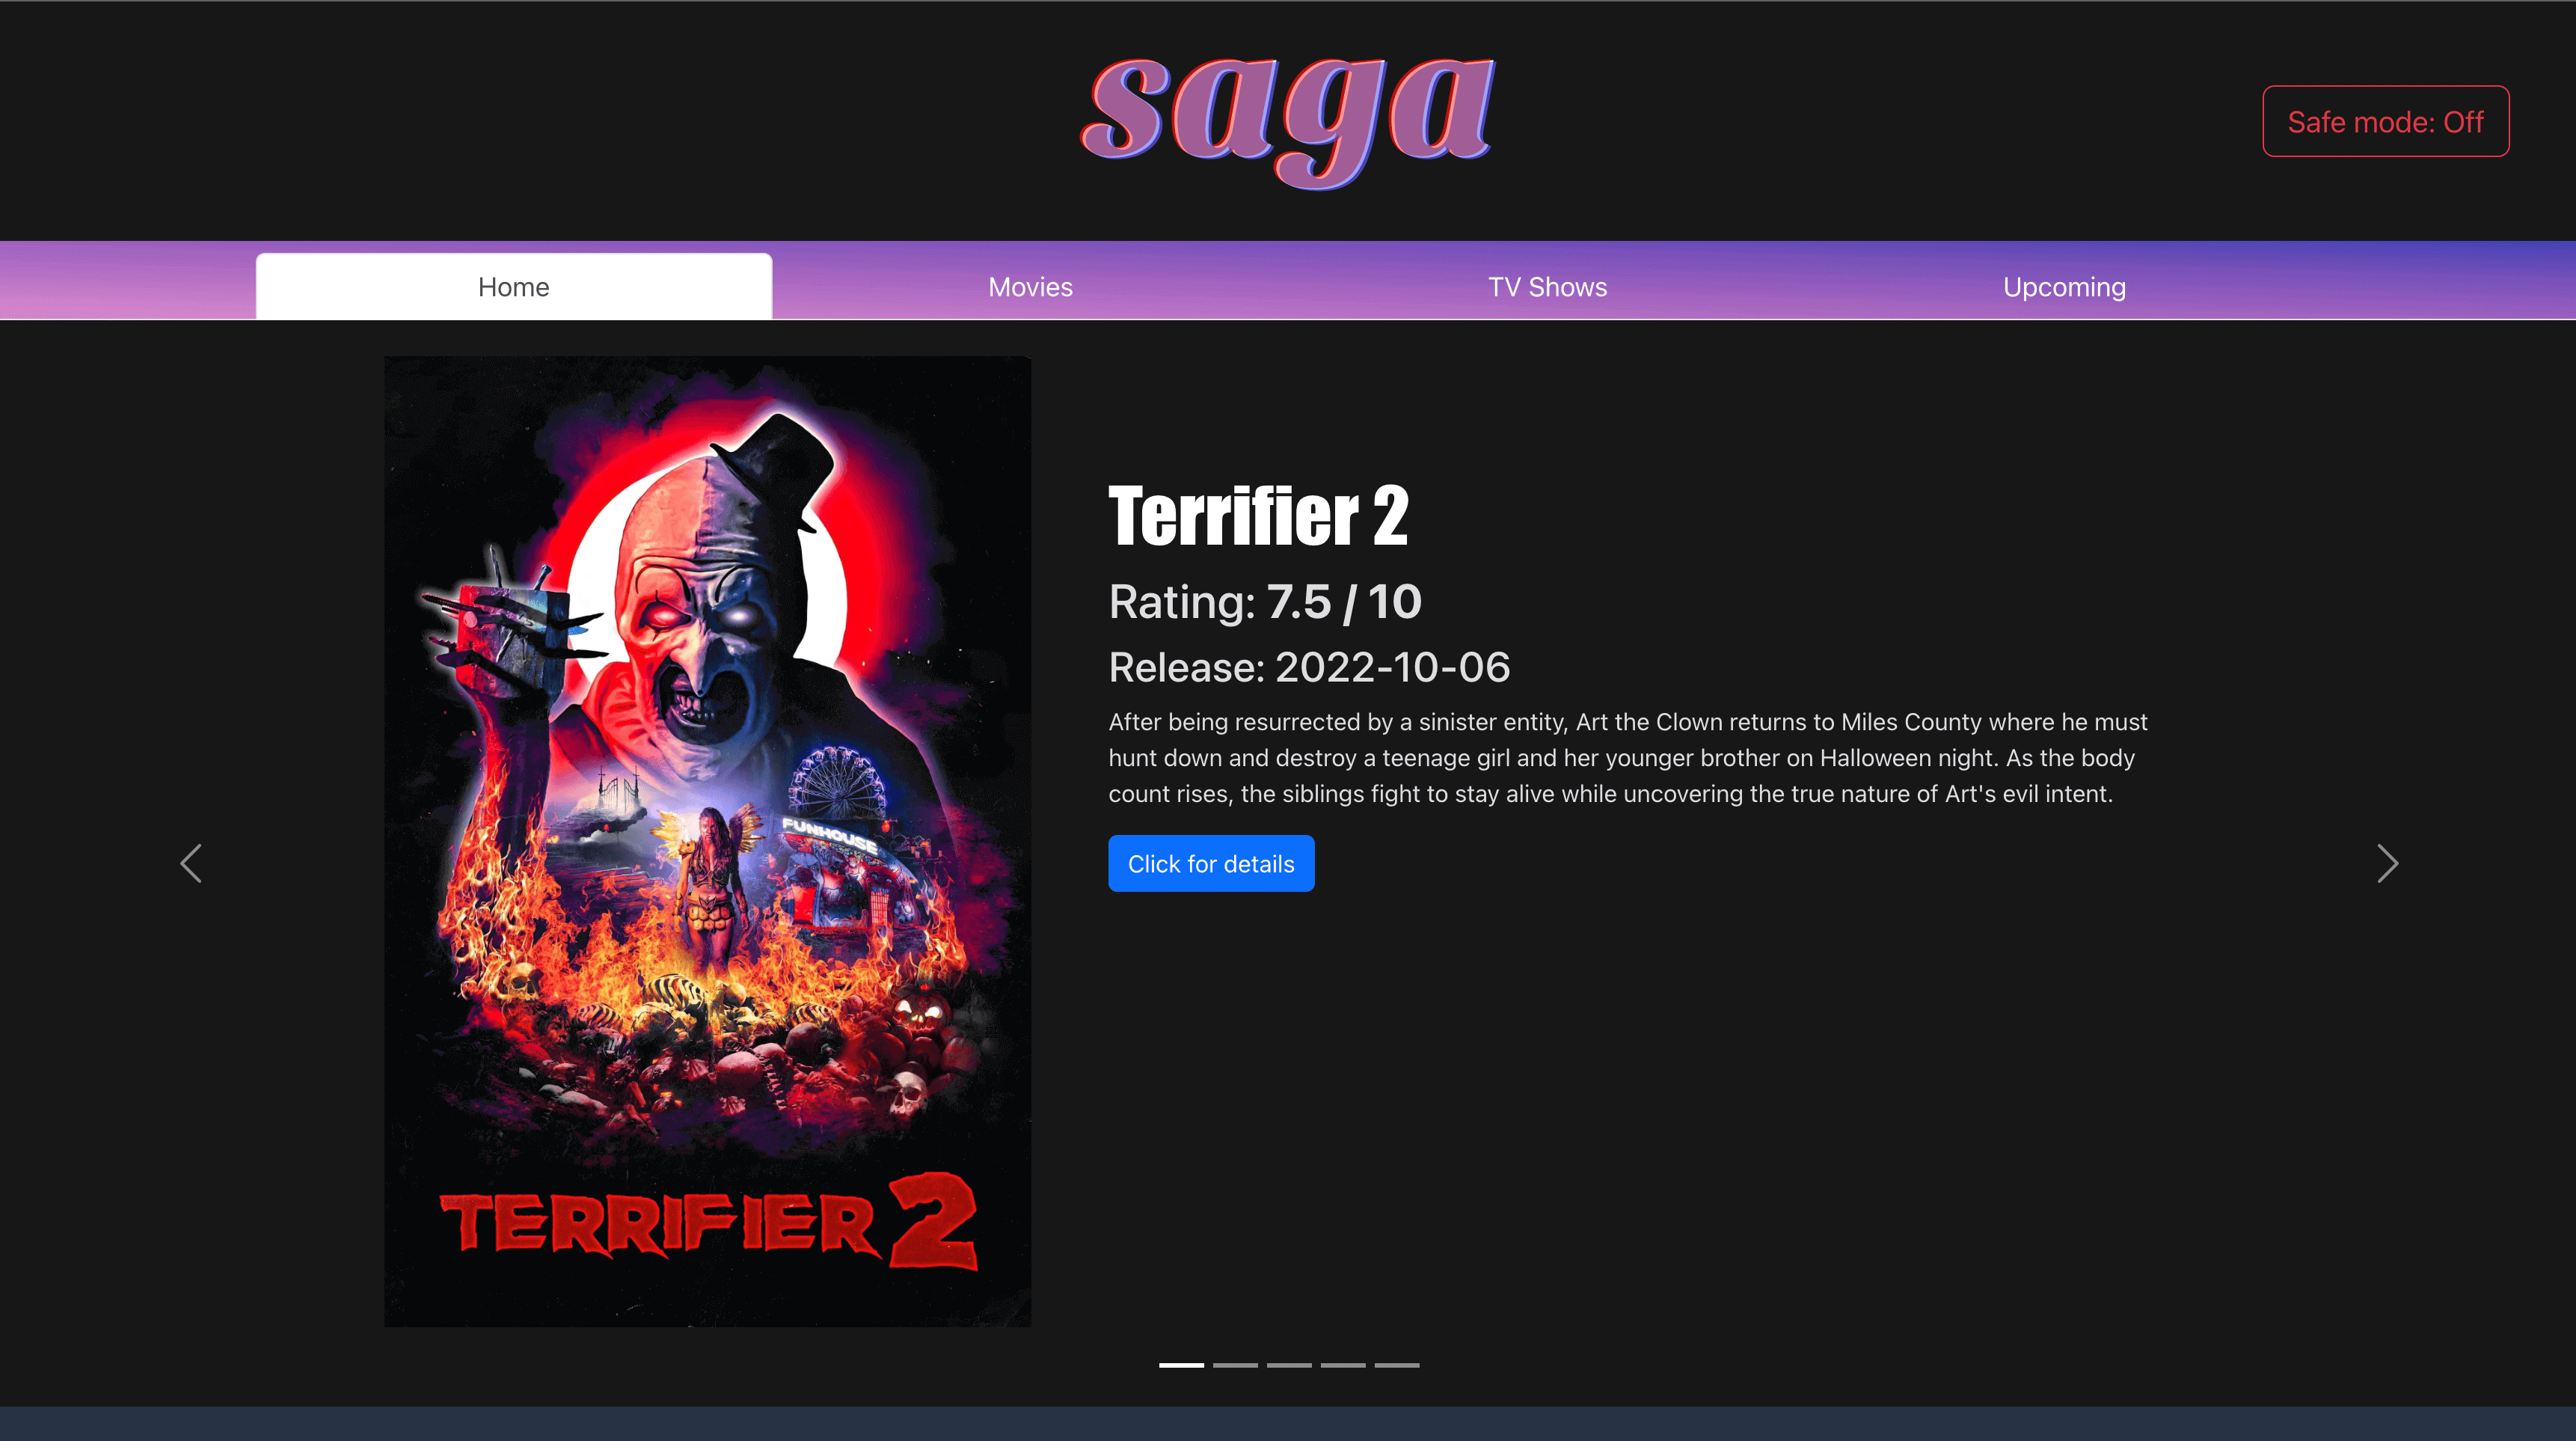 saga
Safe mode: Off
Home
Movies
TV Shows
Upcoming
FUNHOUSE
TERRIFIER 2
Terrifier 2
Rating: 7.5 / 10
Release: 2022-10-06
After being resurrected by a sinister entity, Art the Clown returns to Miles County where he must
hunt down and destroy a teenage girl and her younger brother on Halloween night. As the body
count rises, the siblings fight to stay alive while uncovering the true nature of Art's evil intent.
Click for details